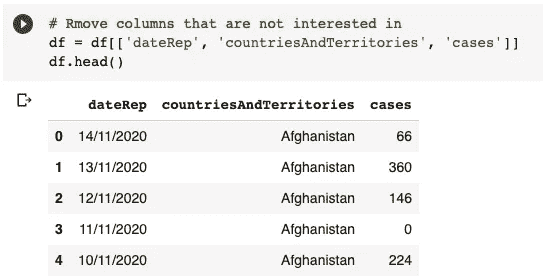 # Rmove columns that are not interested in
df = df[['dateRep', 'countriesAndTerritories', 'cases']]
df.head()
dateRep countriesAndTerritories cases
0 14/11/2020 Afghanistan 66
1 13/11/2020 Afghanistan 360
2 12/11/2020 Afghanistan 146
3 11/11/2020 Afghanistan 0
4 10/11/2020 Afghanistan 224